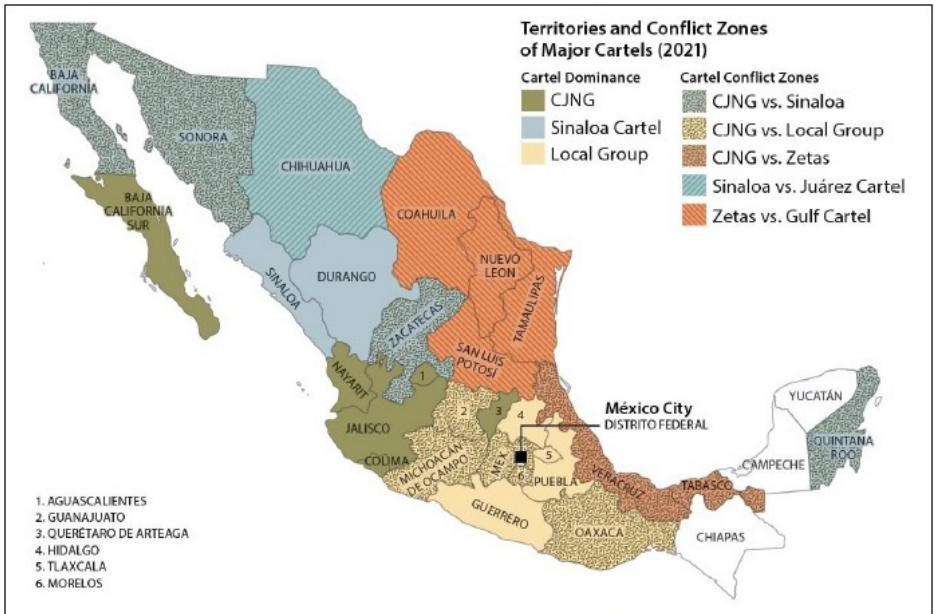 Territories and Conflict Zones
of Major Cartels (2021)
Cartel Dominance
CJNG
Sinaloa Cartel
Local Group
Cartel Conflict Zones
CJNG vs. Sinaloa
CJNG vs. Local Group
CJNG vs. Zetas
Sinaloa vs. Juárez Cartel
Zetas vs. Gulf Cartel
BAJA
CALIFORNIA
SONORA
CHIHUAHUA
BAJA
CALIFORNIA
SUR
COAHUILA
NUEVO
LEON
TAMAULIPAS
SINALOA
DURANGO
ZACATECAS
SAN LUIS
POTOSÍ
NAYARIT
1
2
3
4
México City
DISTRITO FEDERAL
YUCATÁN
JALISCO
COLIMA
MICHOACÁN
DE OCAMPO
MEX
5
6
PUEBLA
VERACRUZ
TABASCO
CAMPECHE
QUINTANA
ROO
GUERRERO
OAXACA
CHIAPAS
1. AGUASCALIENTES
2. GUANAJUATO
3. QUERÉTARO DE ARTEAGA
4. HIDALGO
5. TLAXCALA
6. MORELOS